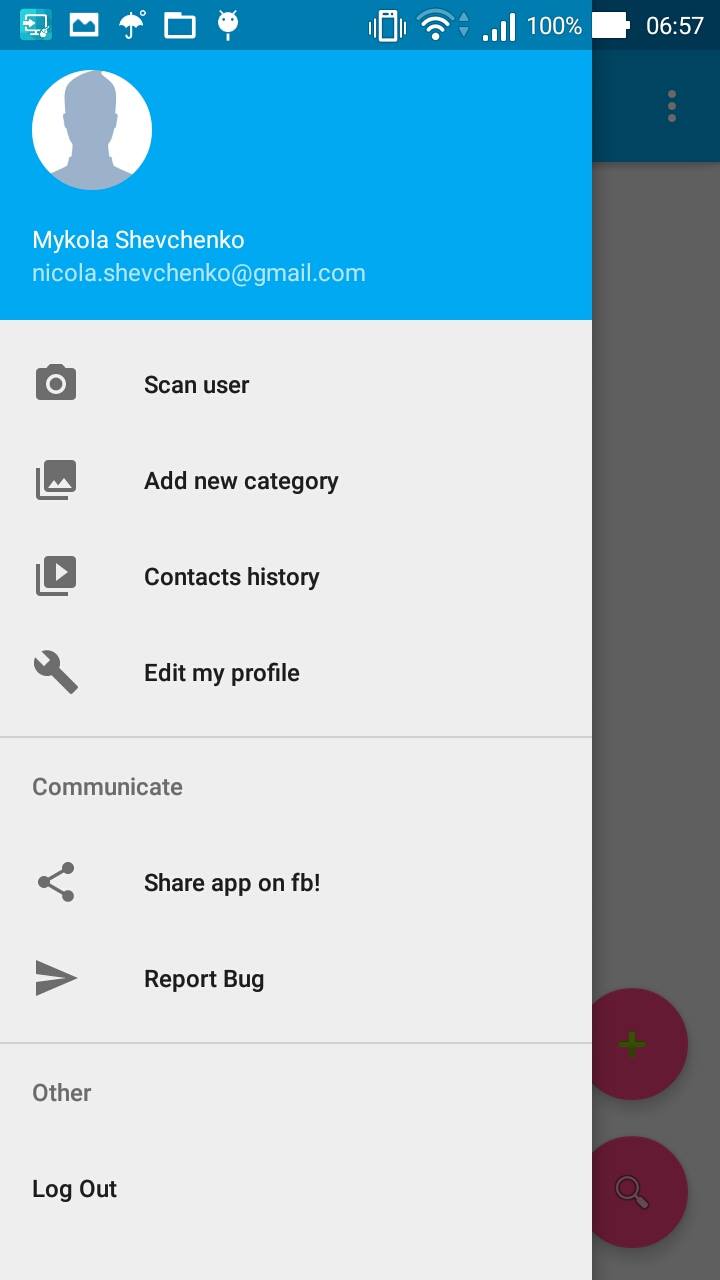 100% 06:57
Mykola Shevchenko
nicola.shevchenko@gmail.com
Scan user
Add new category
Contacts history
Edit my profile
Communicate
Share app on fb!
Report Bug
Other
Log Out